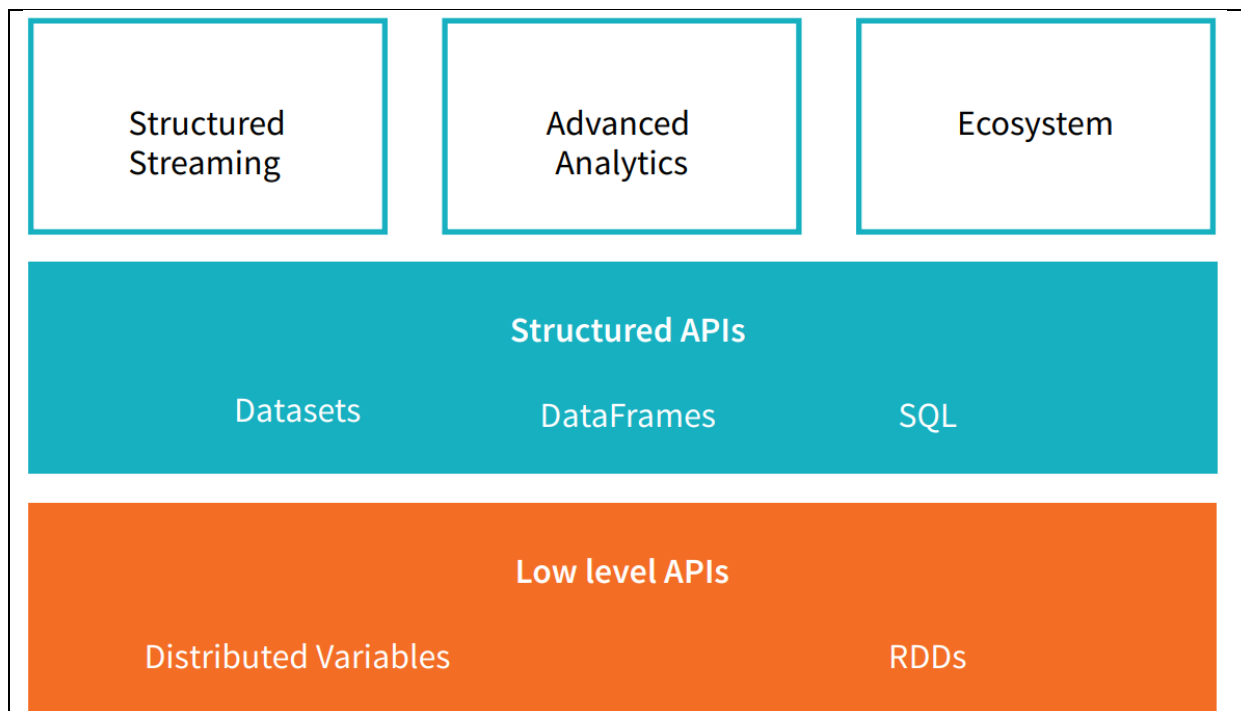 Structured
Streaming
Advanced
Analytics
Ecosystem
Structured APIs
Datasets
DataFrames
SQL
Low level APIs
Distributed Variables
RDDs